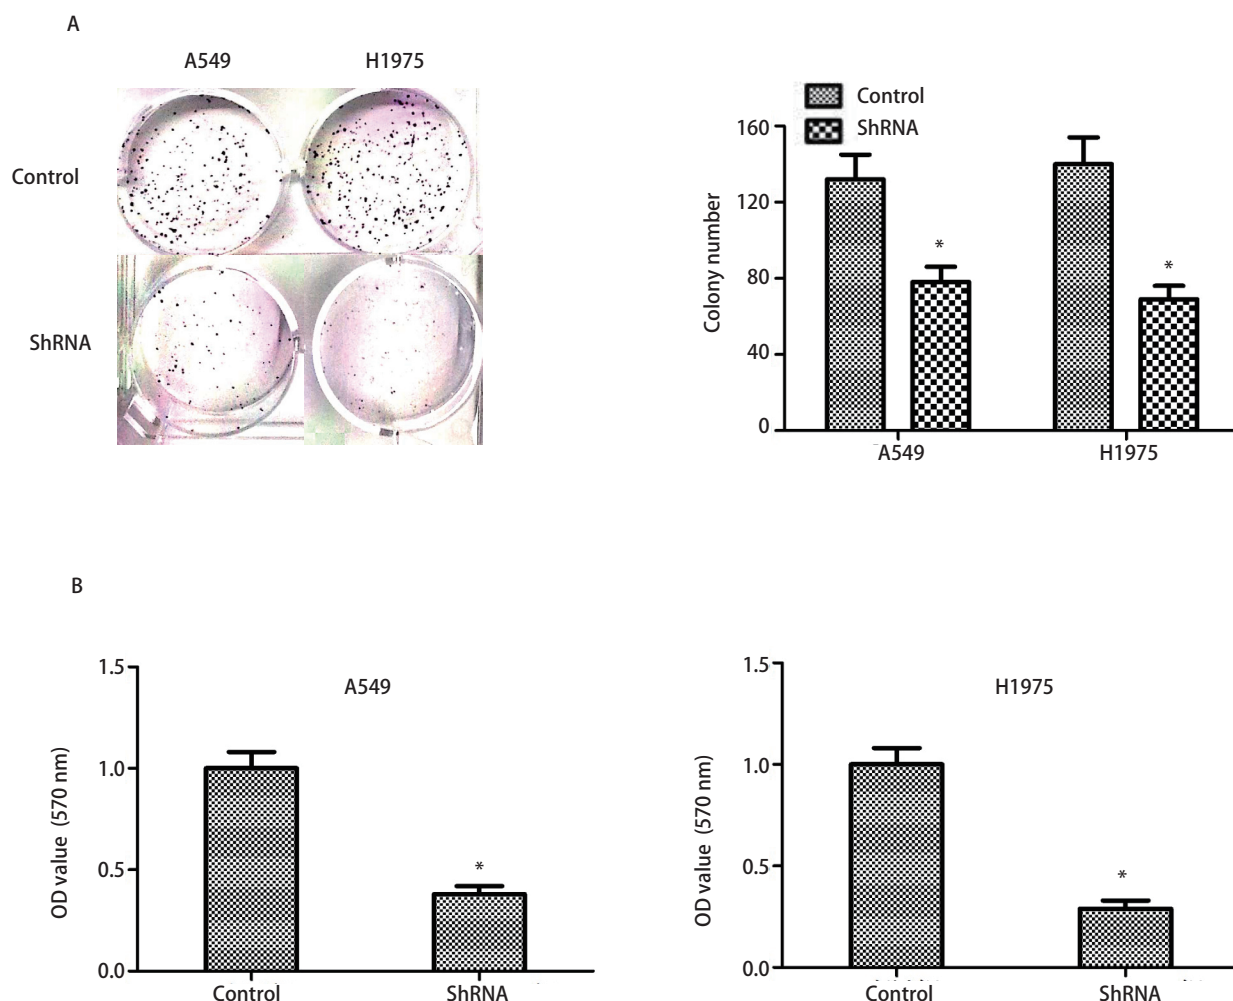 A
A549 H1975
Control
ShRNA
Control
ShRNA
Colony number
160
120
80
40
0
*
*
A549 H1975
B
A549
OD value (570 nm)
1.5
1.0
0.5
0.0
*
Control ShRNA
H1975
OD value (570 nm)
1.5
1.0
0.5
0.0
*
Control ShRNA